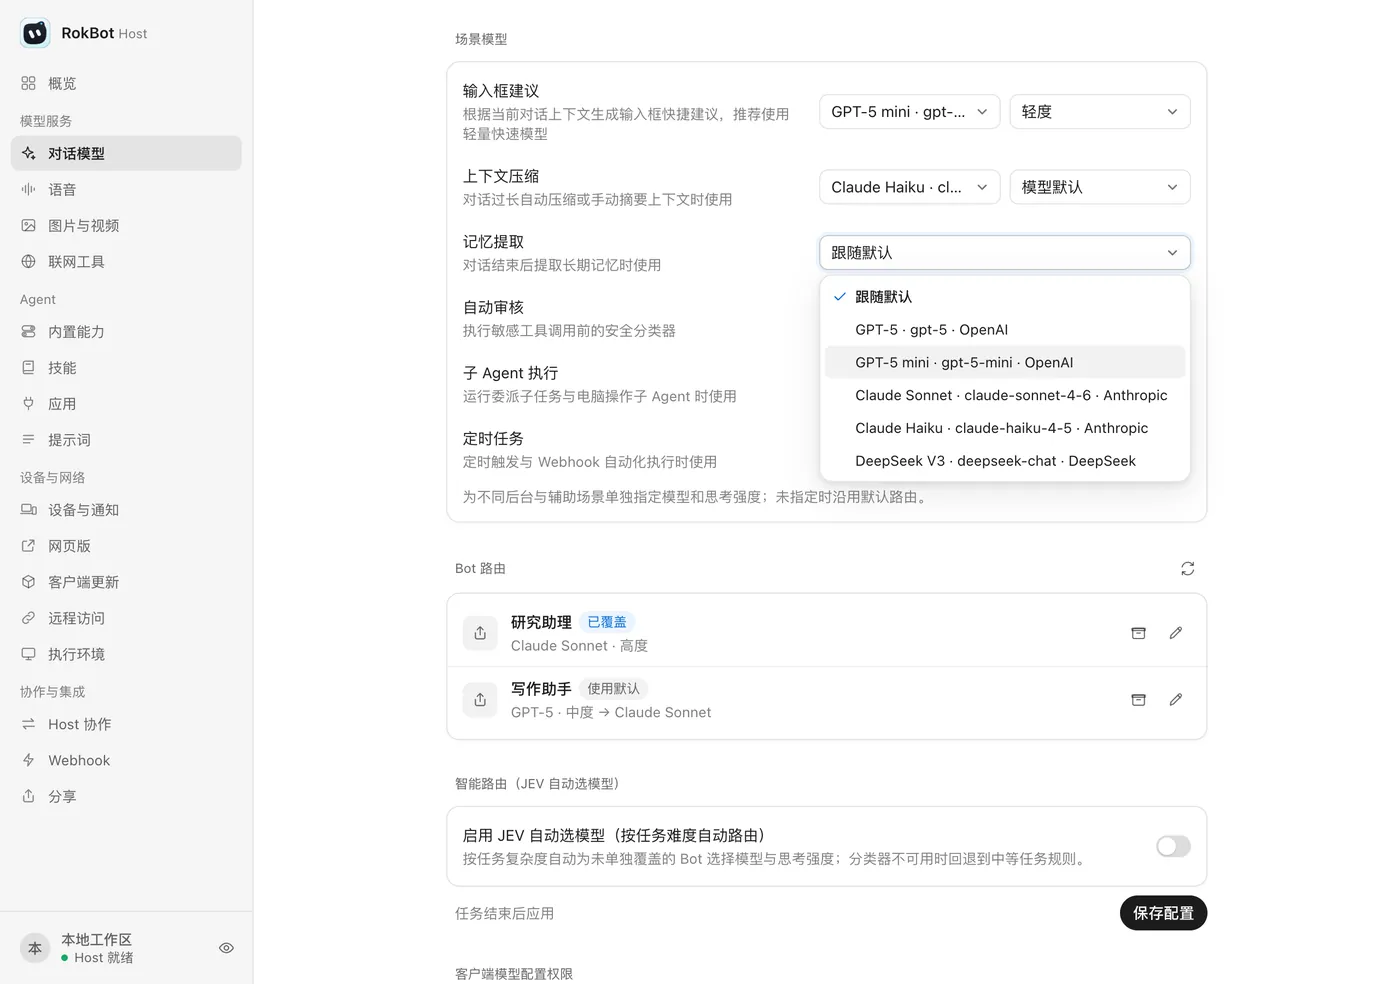 RokBot Host
概览
模型服务
对话模型
语音
图片与视频
联网工具
Agent
内置能力
技能
应用
提示词
设备与网络
设备与通知
网页版
客户端更新
远程访问
执行环境
协作与集成
Host 协作
Webhook
分享
本
本地工作区
Host 就绪
场景模型
输入框建议
根据当前对话上下文生成输入框快捷建议，推荐使用
轻量快速模型
GPT-5 mini · gpt-...
轻度
上下文压缩
对话过长自动压缩或手动摘要上下文时使用
Claude Haiku · cl...
模型默认
记忆提取
对话结束后提取长期记忆时使用
跟随默认
跟随默认
GPT-5 · gpt-5 · OpenAI
GPT-5 mini · gpt-5-mini · OpenAI
Claude Sonnet · claude-sonnet-4-6 · Anthropic
Claude Haiku · claude-haiku-4-5 · Anthropic
DeepSeek V3 · deepseek-chat · DeepSeek
自动审核
执行敏感工具调用前的安全分类器
子 Agent 执行
运行委派子任务与电脑操作子 Agent 时使用
定时任务
定时触发与 Webhook 自动化执行时使用
为不同后台与辅助场景单独指定模型和思考强度；未指定时沿用默认路由。
Bot 路由
研究助理 已覆盖
Claude Sonnet · 高度
写作助手 使用默认
GPT-5 · 中度 → Claude Sonnet
智能路由（JEV 自动选模型）
启用 JEV 自动选模型（按任务难度自动路由）
按任务复杂度自动为未单独覆盖的 Bot 选择模型与思考强度；分类器不可用时回退到中等任务规则。
任务结束后应用
保存配置
客户端模型配置权限